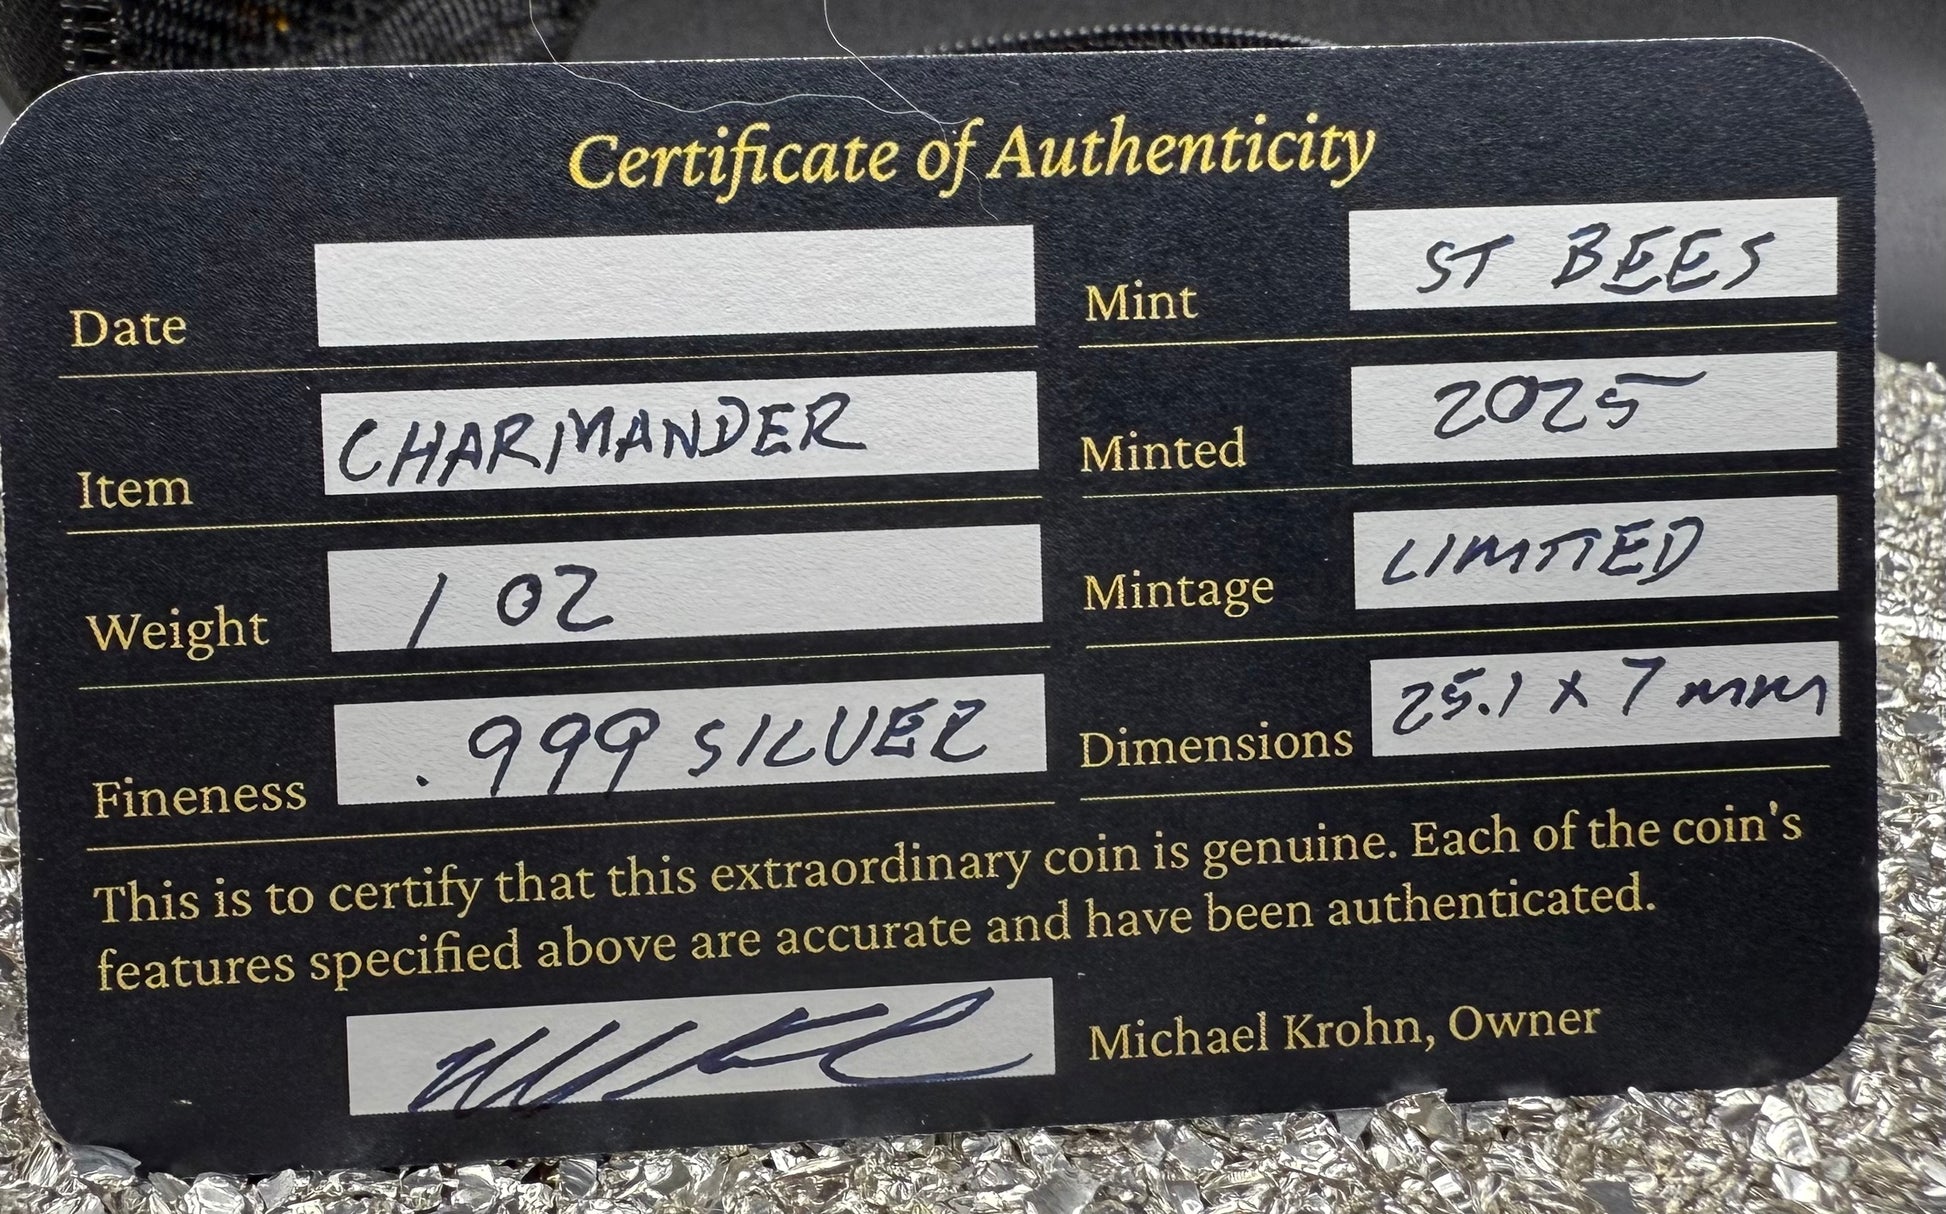 Certificate of Authenticity
Date
Mint ST BEES
Item CHARMANDER
Minted 2025
Weight 1 OZ
Mintage LIMITIED
Fineness .999 SILVER
Dimensions 25.1 x 7 mm
This is to certify that this extraordinary coin is genuine. Each of the coin's
features specified above are accurate and have been authenticated.
Michael Krohn, Owner